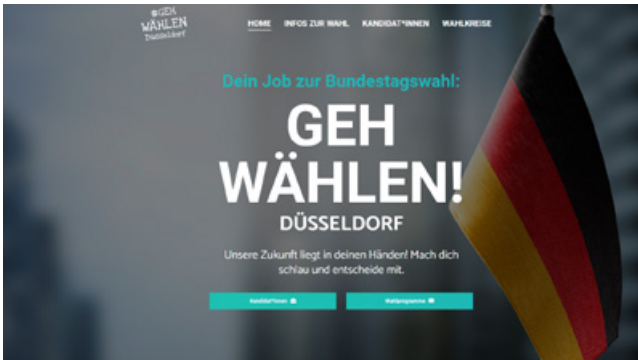 #GEH
WÄHLEN
Düsseldorf
HOME INFOS ZUR WAHL KANDIDAT*INNEN WAHLKREISE
Dein Job zur Bundestagswahl:
GEH
WÄHLEN!
DÜSSELDORF
Unsere Zukunft liegt in deinen Händen! Mach dich
schlau und entscheide mit.
Kandidat*innen Wahlprogramme